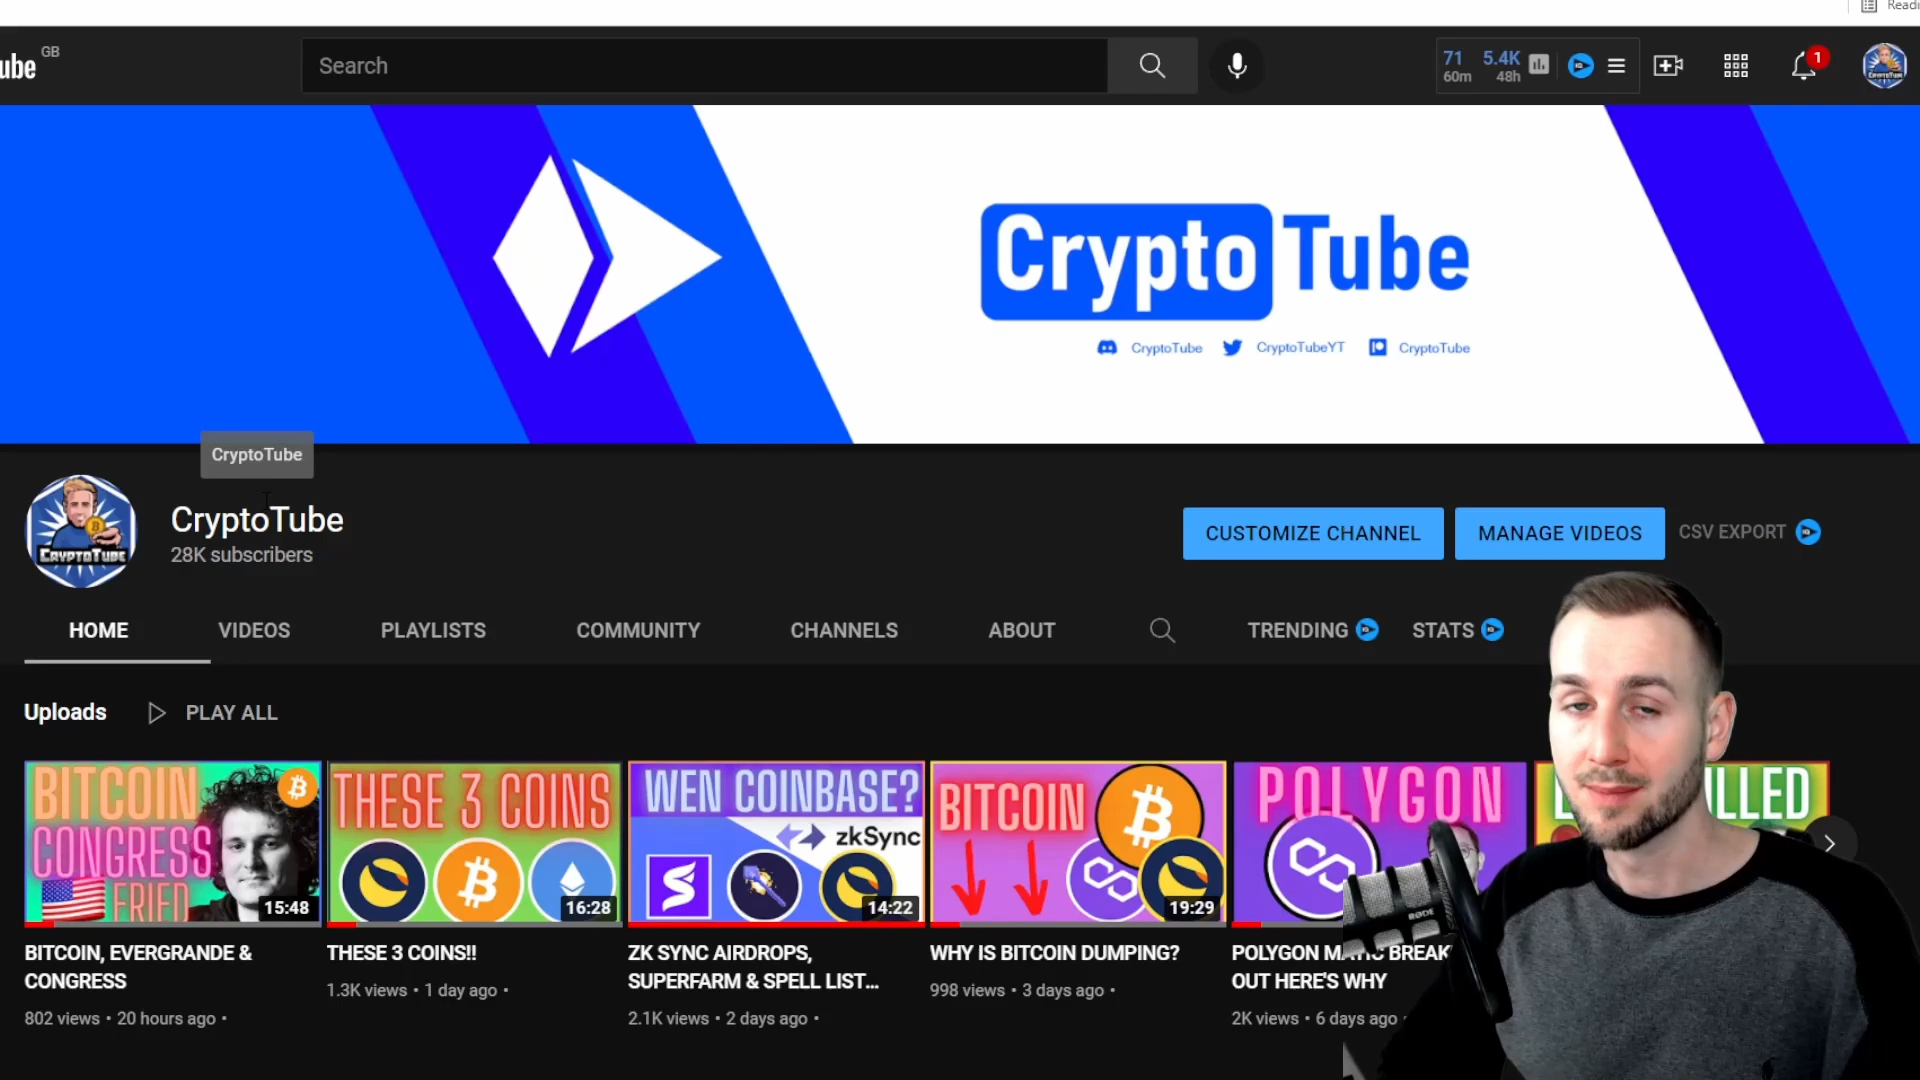 Readi
ube GB
Search
71 5.4K
60m 48h
1
Crypto Tube
CryptoTube CryptoTubeYT CryptoTube
CryptoTube
CRYPTOTUBE
CryptoTube
28K subscribers
CUSTOMIZE CHANNEL
MANAGE VIDEOS
CSV EXPORT
HOME VIDEOS PLAYLISTS COMMUNITY CHANNELS ABOUT TRENDING STATS
Uploads PLAY ALL
BITCOIN
CONGRESS
FRIED
15:48
THESE 3 COINS
16:28
WEN COINBASE?
zkSync
14:22
BITCOIN
19:29
POLYGON
LLED
RØDE
BITCOIN, EVERGRANDE &
CONGRESS
802 views • 20 hours ago •
THESE 3 COINS!!
1.3K views • 1 day ago •
ZK SYNC AIRDROPS,
SUPERFARM & SPELL LIST...
2.1K views • 2 days ago •
WHY IS BITCOIN DUMPING?
998 views • 3 days ago •
POLYGON MATIC BREAK
OUT HERE'S WHY
2K views • 6 days ago